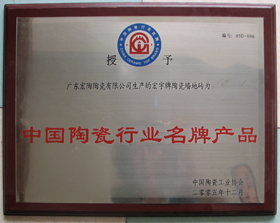 授 予
广东宏陶陶瓷有限公司生产的宏宇牌陶瓷墙地砖为:
中国陶瓷行业名牌产品
中国陶瓷工业协会
二零零五年十二月